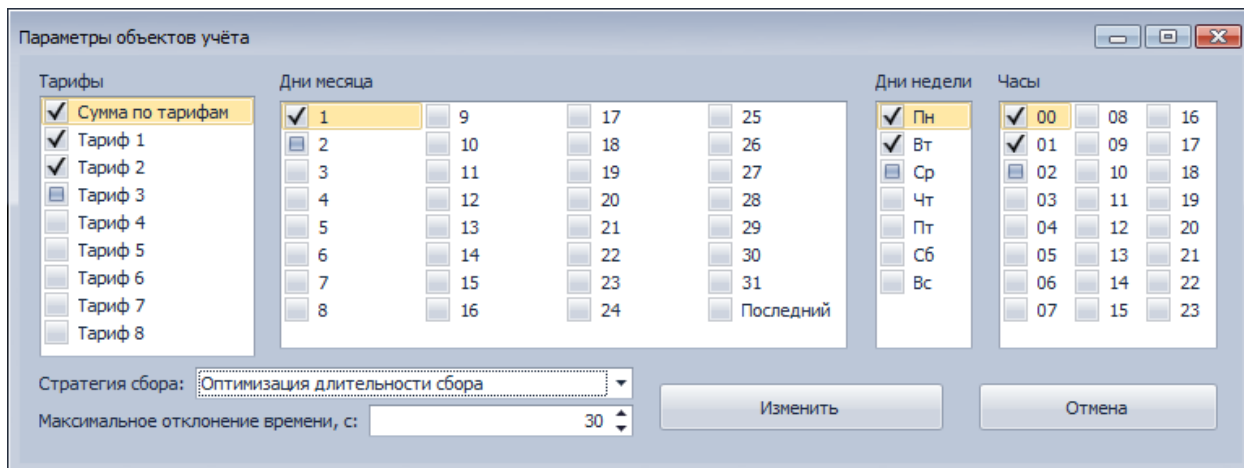 Параметры объектов учёта
Тарифы Дни месяца Дни недели Часы
Сумма по тарифам 1 9 17 25 Пн 00 08 16
Тариф 1 2 10 18 26 Вт 01 09 17
Тариф 2 3 11 19 27 Ср 02 10 18
Тариф 3 4 12 20 28 Чт 03 11 19
Тариф 4 5 13 21 29 Пт 04 12 20
Тариф 5 6 14 22 30 Сб 05 13 21
Тариф 6 7 15 23 31 Вс 06 14 22
Тариф 7 8 16 24 Последний 07 15 23
Тариф 8
Стратегия сбора: Оптимизация длительности сбора
Максимальное отклонение времени, с: 30 Изменить Отмена